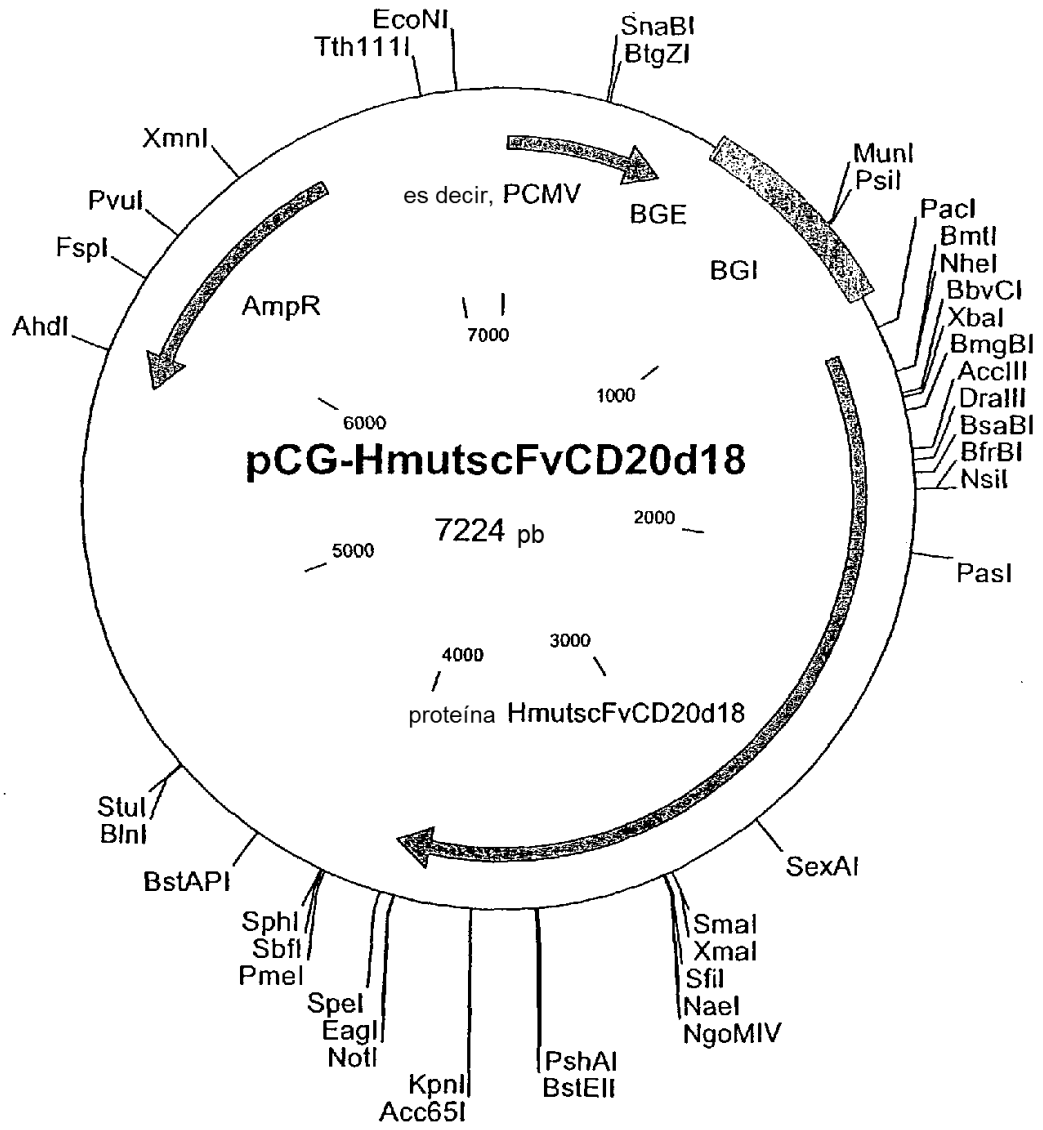 EcoNI
Tth111I
SnaBI
BtgZI
XmnI
PvuI
FspI
AhdI
es decir, PCMV
BGE
BGI
AmpR
MunI
PsiI
PacI
BmtI
NheI
BbvCI
XbaI
BmgBI
AccIII
DraIII
BsaBI
BfrBI
NsiI
PasI
7000
1000
6000
pCG-HmutscFvCD20d18
7224 pb
2000
5000
3000
4000
proteína HmutscFvCD20d18
StuI
BlnI
BstAPI
SphI
SbfI
PmeI
SpeI
EagI
NotI
KpnI
Acc65I
PshAI
BstEII
SmaI
XmaI
SfiI
NaeI
NgoMIV
SexAI